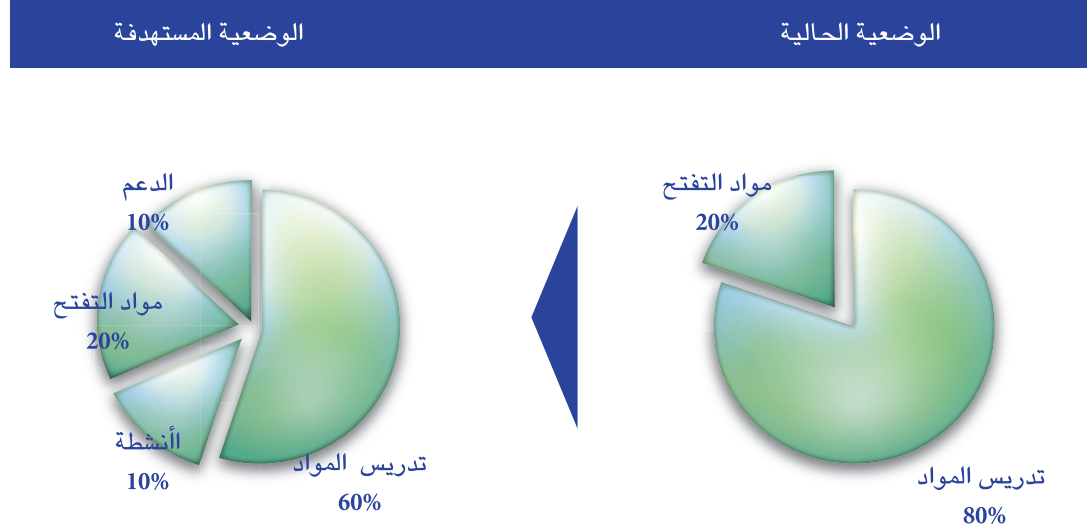 الوضعية الحالية
الوضعية المستهدفة
مواد التفتح
20%
تدريس المواد
80%
الدعم
10%
مواد التفتح
20%
اأنشطة
10%
تدريس المواد
60%